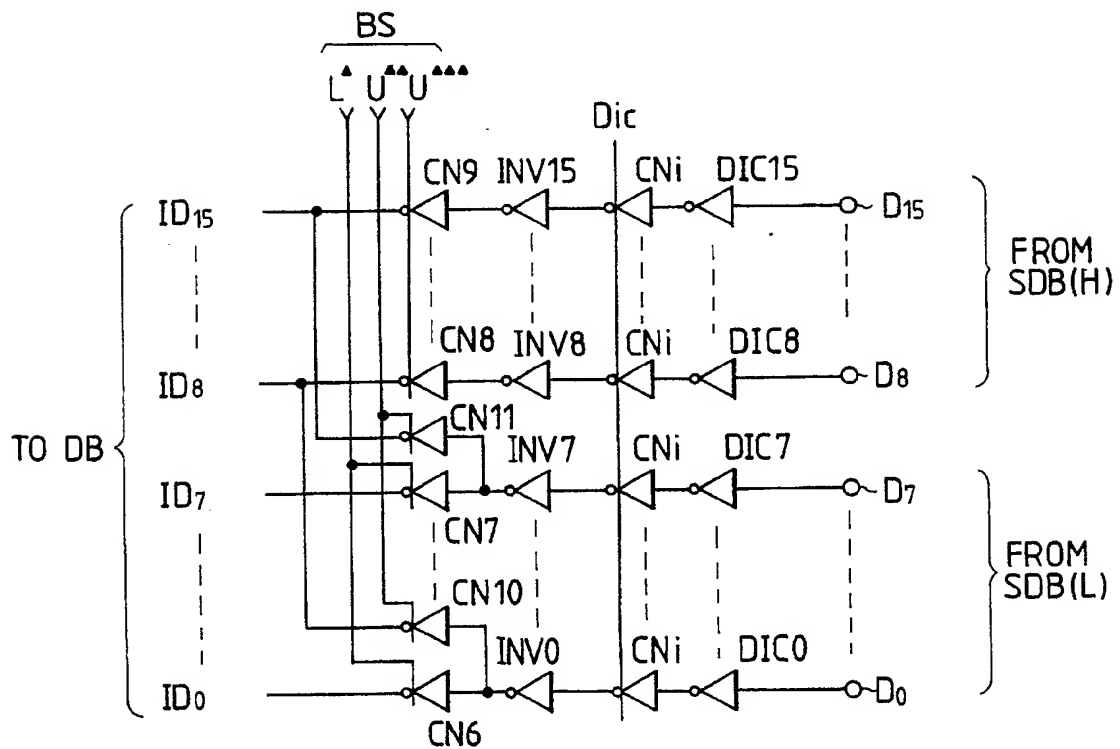 BS
L▲ U▲▲ U▲▲▲
Dic
CN9 INV15 CNi DIC15
ID15 D15
FROM
SDB(H)
CN8 INV8 CNi DIC8
ID8 D8
TO DB
CN11
INV7 CNi DIC7
ID7 D7
CN7
FROM
SDB(L)
CN10
INV0 CNi DIC0
ID0 D0
CN6